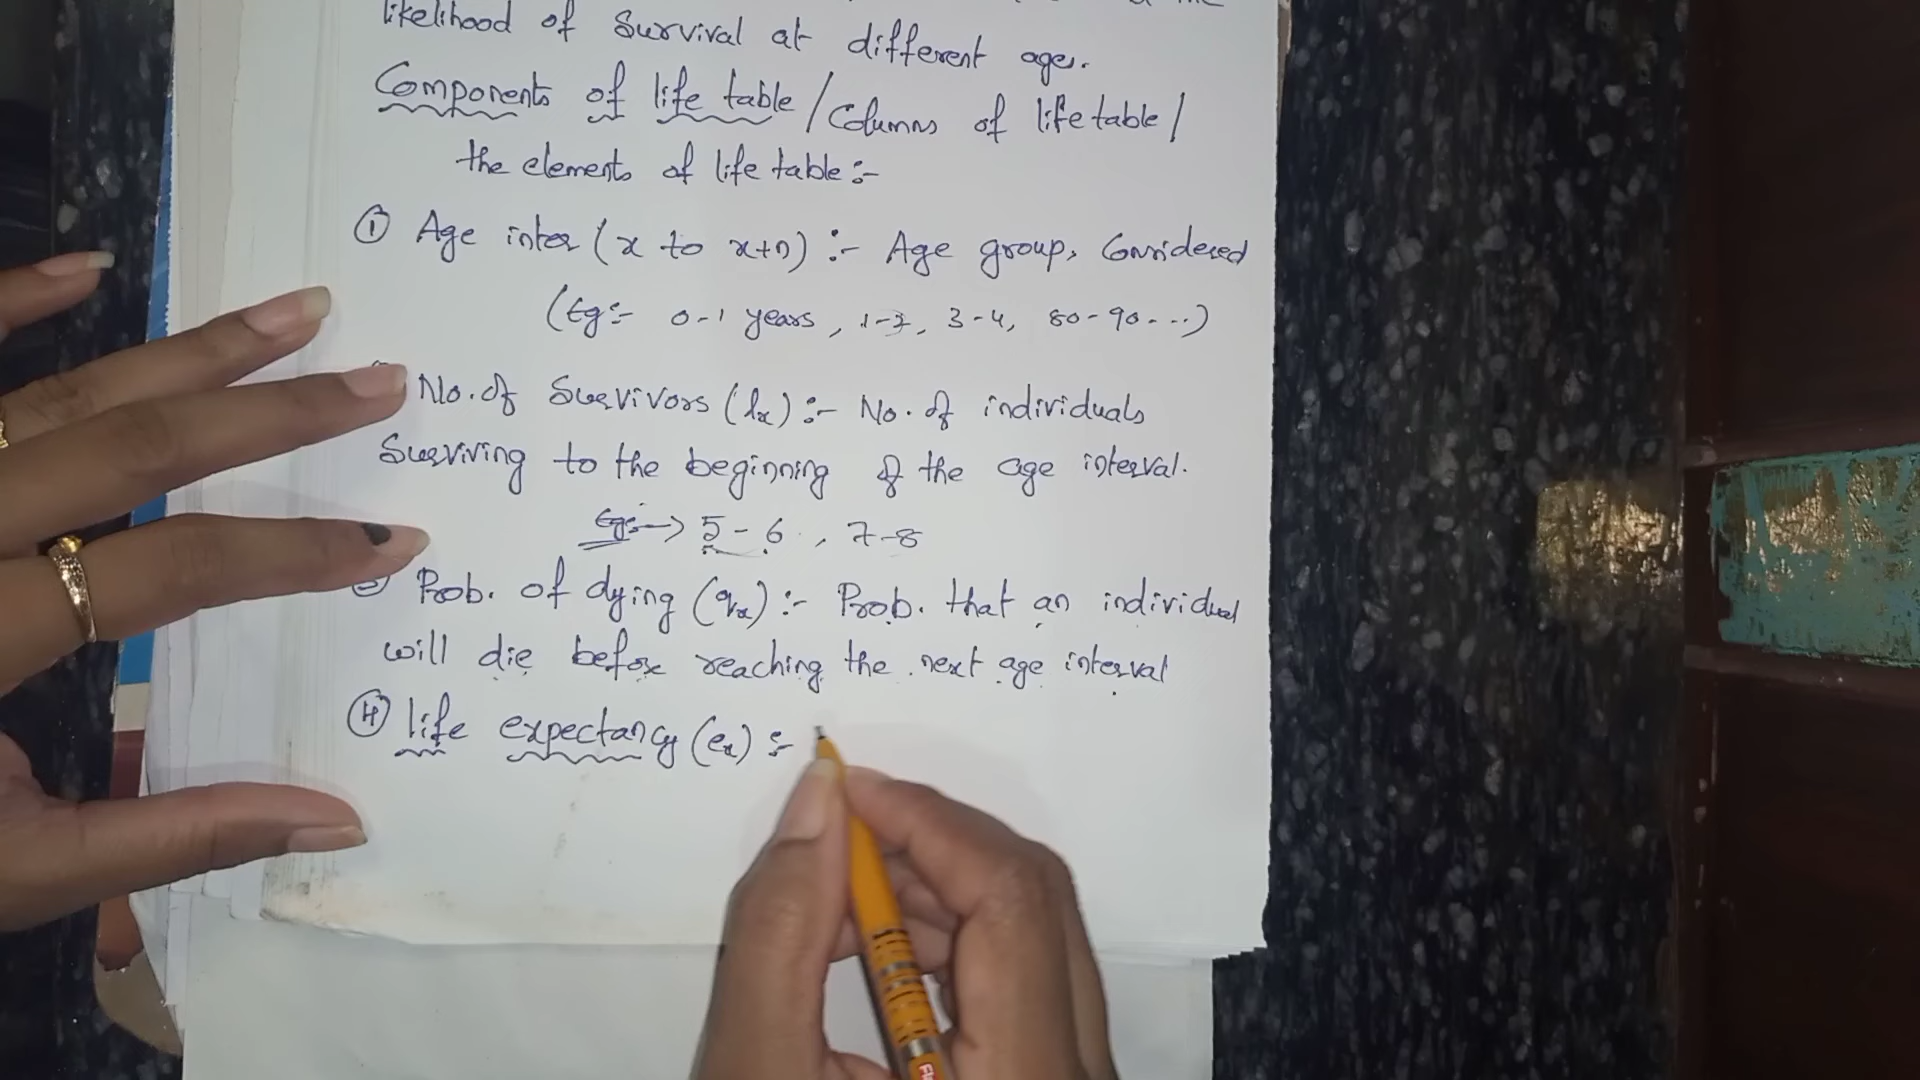 likelihood of Survival at different age.
Components of life table / Columns of life table /
the elements of life table :-
① Age inter (x to x+n) :- Age group, Considered
(Eg:- 0-1 years, 1-2, 3-4, 80-90...)
No. of Survivors (lx) :- No. of individuals
Surviving to the beginning of the age interval.
Eg:-> 5-6, 7-8
Prob. of dying (qx) :- Prob. that an individual
will die before reaching the next age interval
④ life expectancy (ex) :-